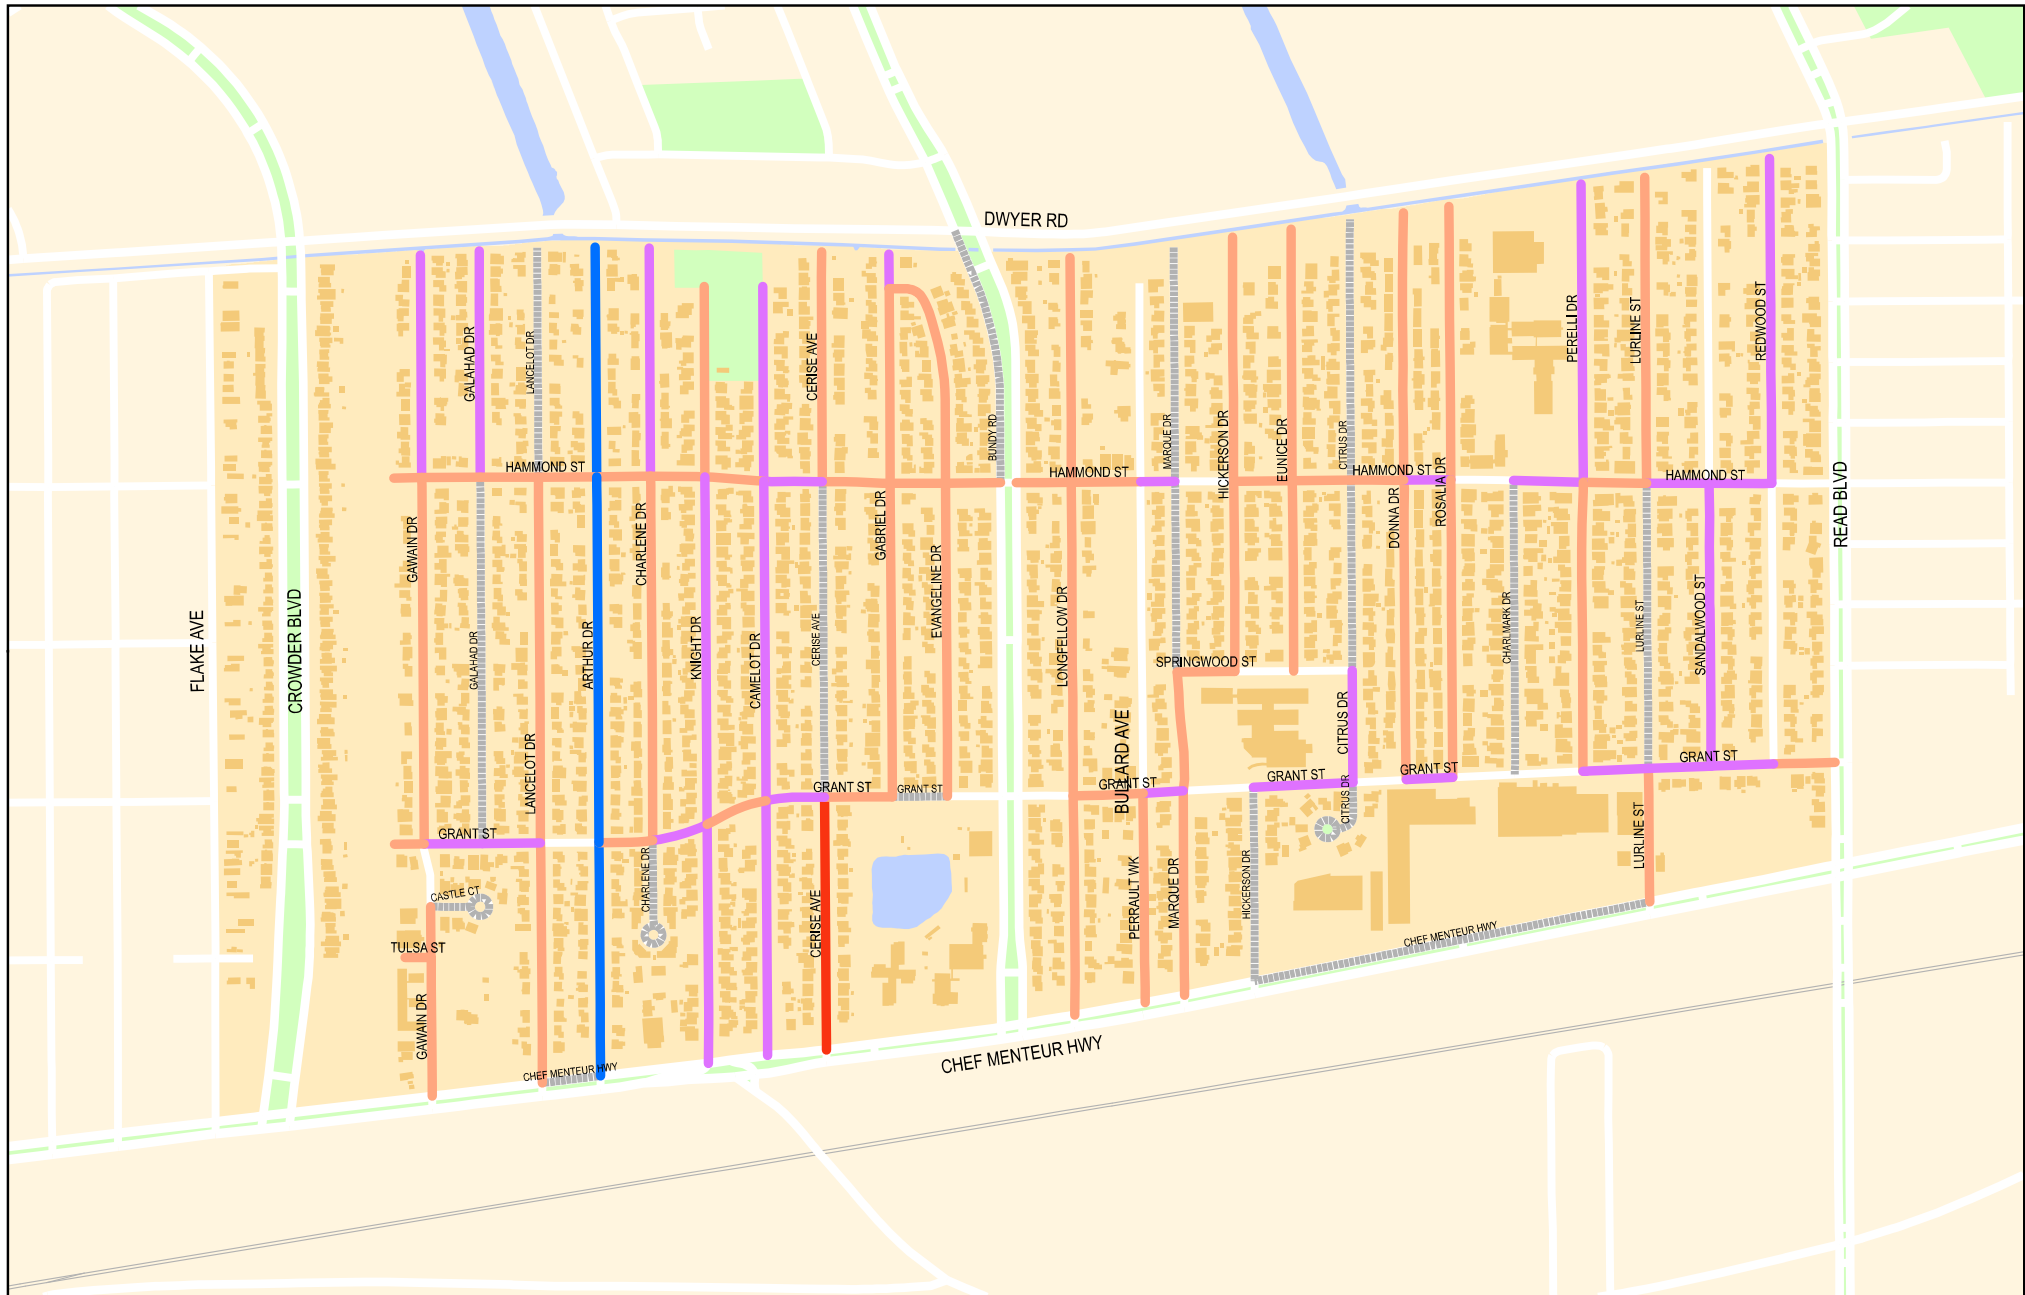 DWYER RD
GALAHAD DR
LANCELOT DR
CERISE AVE
BUNDY RD
MARQUE DR
HICKERSON DR
EUNICE DR
CITRUS DR
PERELLI DR
LURLINE ST
REDWOOD ST
HAMMOND ST
HAMMOND ST
HAMMOND ST
HAMMOND ST
GAWAIN DR
CHARLENE DR
GABRIEL DR
EVANGELINE DR
DONNA DR
ROSALIA DR
READ BLVD
FLAKE AVE
CROWDER BLVD
GALAHAD DR
ARTHUR DR
KNIGHT DR
CAMELOT DR
CERISE AVE
LONGFELLOW DR
SPRINGWOOD ST
CHARLMARK DR
LURLINE ST
SANDALWOOD ST
LANCELOT DR
BULLARD AVE
CITRUS DR
GRANT ST
GRANT ST
GRANT ST
GRANT ST
GRANT ST
GRANT ST
GRANT ST
CITRUS DR
CASTLE CT
CHARLENE DR
CERISE AVE
PERRAULT WK
MARQUE DR
HICKERSON DR
LURLINE ST
TULSA ST
GAWAIN DR
CHEF MENTEUR HWY
CHEF MENTEUR HWY
CHEF MENTEUR HWY